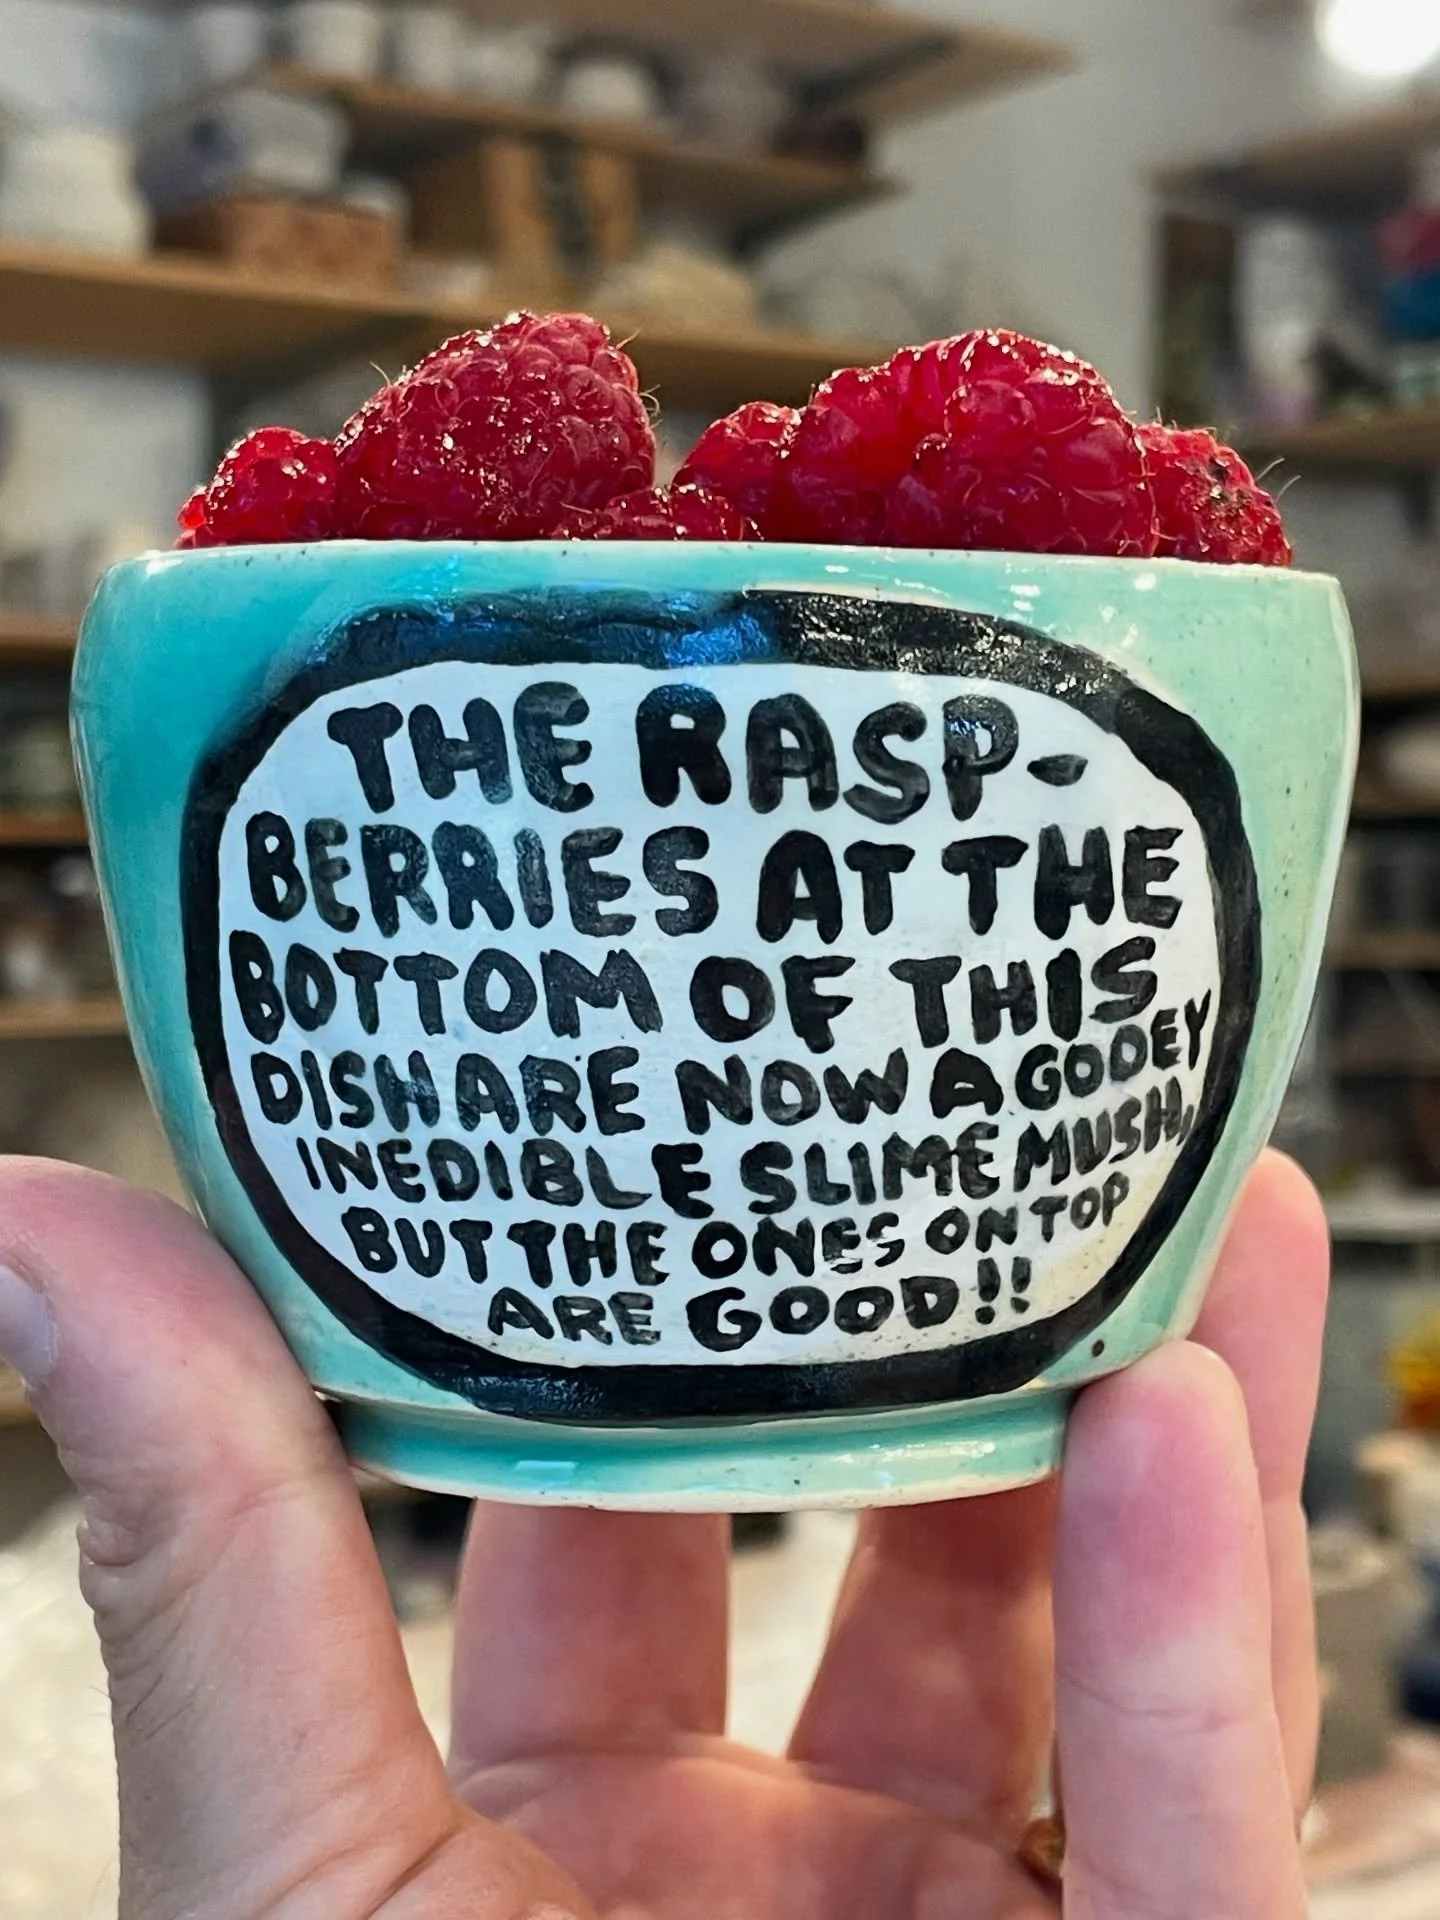 THE RASP-
BERRIES AT THE
BOTTOM OF THIS
DISH ARE NOW A GOOEY
INEDIBLE SLIME MUSH,
BUT THE ONES ON TOP
ARE GOOD!!